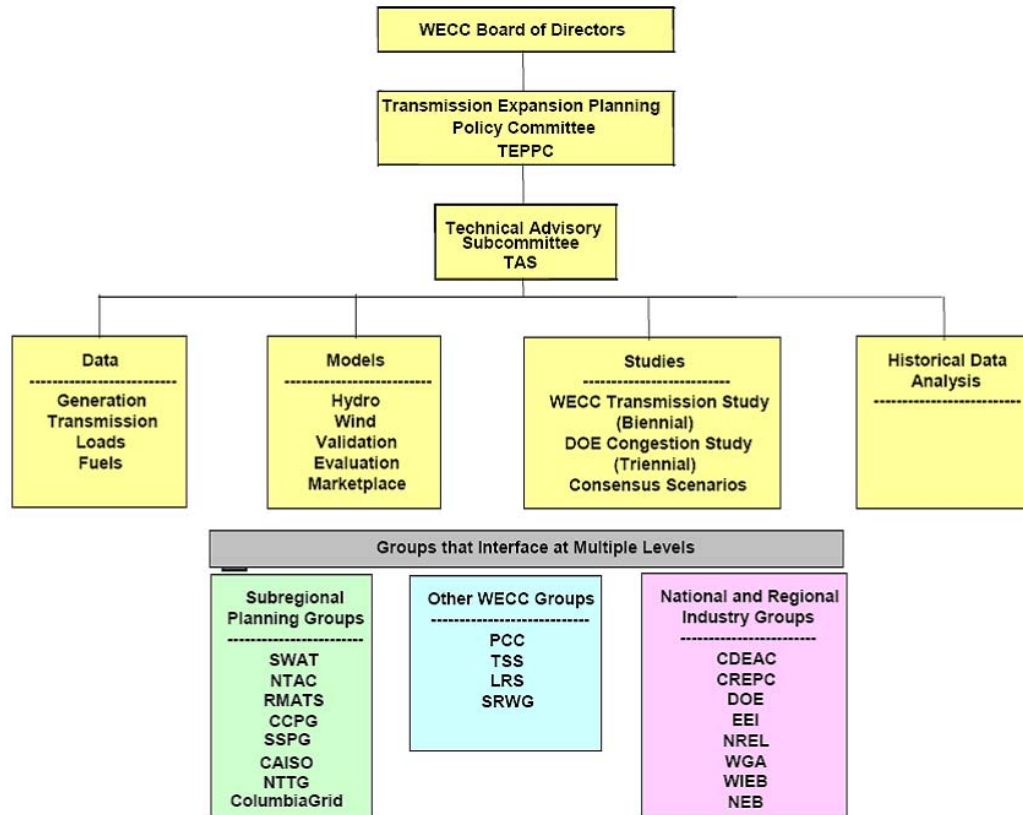 WECC Board of Directors
Transmission Expansion Planning
Policy Committee
TEPPC
Technical Advisory
Subcommittee
TAS
Data
----------------------------
Generation
Transmission
Loads
Fuels
Models
----------------------------
Hydro
Wind
Validation
Evaluation
Marketplace
Studies
----------------------------
WECC Transmission Study
(Biennial)
DOE Congestion Study
(Triennial)
Consensus Scenarios
Historical Data
Analysis
----------------------------
Groups that Interface at Multiple Levels
Subregional
Planning Groups
--------------------------
SWAT
NTAC
RMATS
CCPG
SSPG
CAISO
NTTG
ColumbiaGrid
Other WECC Groups
--------------------------
PCC
TSS
LRS
SRWG
National and Regional
Industry Groups
--------------------------
CDEAC
CREPC
DOE
EEI
NREL
WGA
WIEB
NEB